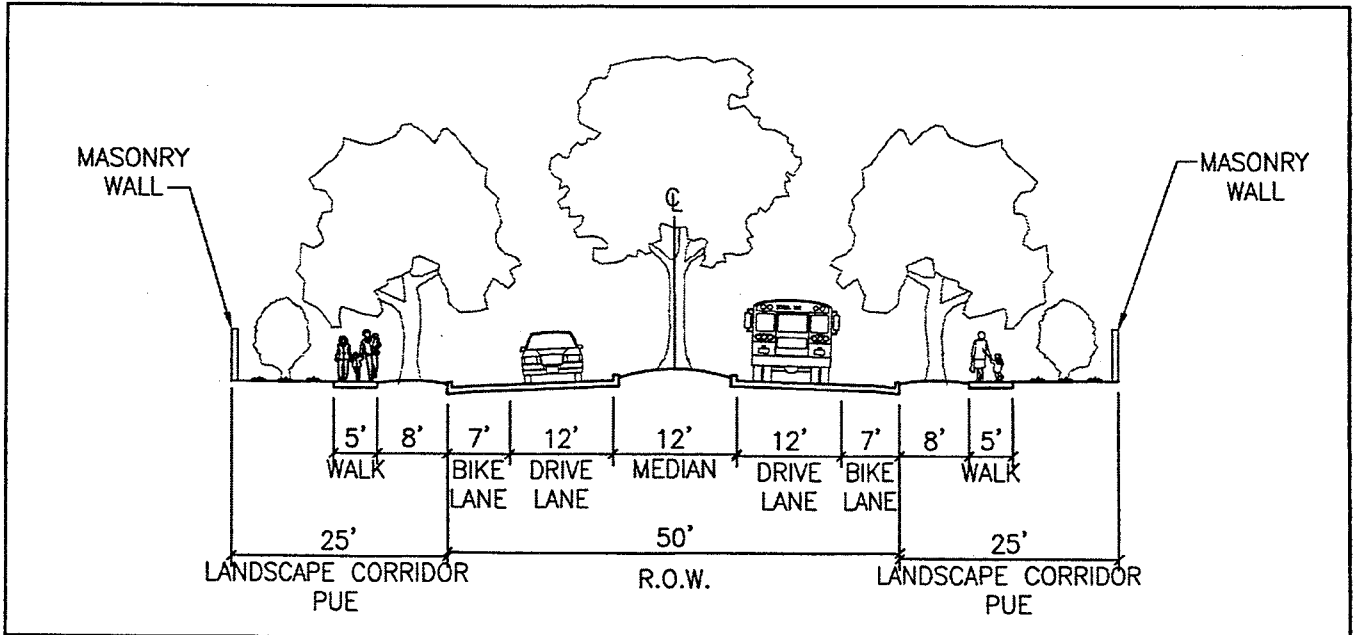 MASONRY
WALL
MASONRY
WALL
℄
5' 8' 7' 12' 12' 12' 7' 8' 5'
WALK BIKE DRIVE MEDIAN DRIVE BIKE WALK
LANE LANE LANE LANE
25' 50' 25'
LANDSCAPE CORRIDOR R.O.W. LANDSCAPE CORRIDOR
PUE PUE